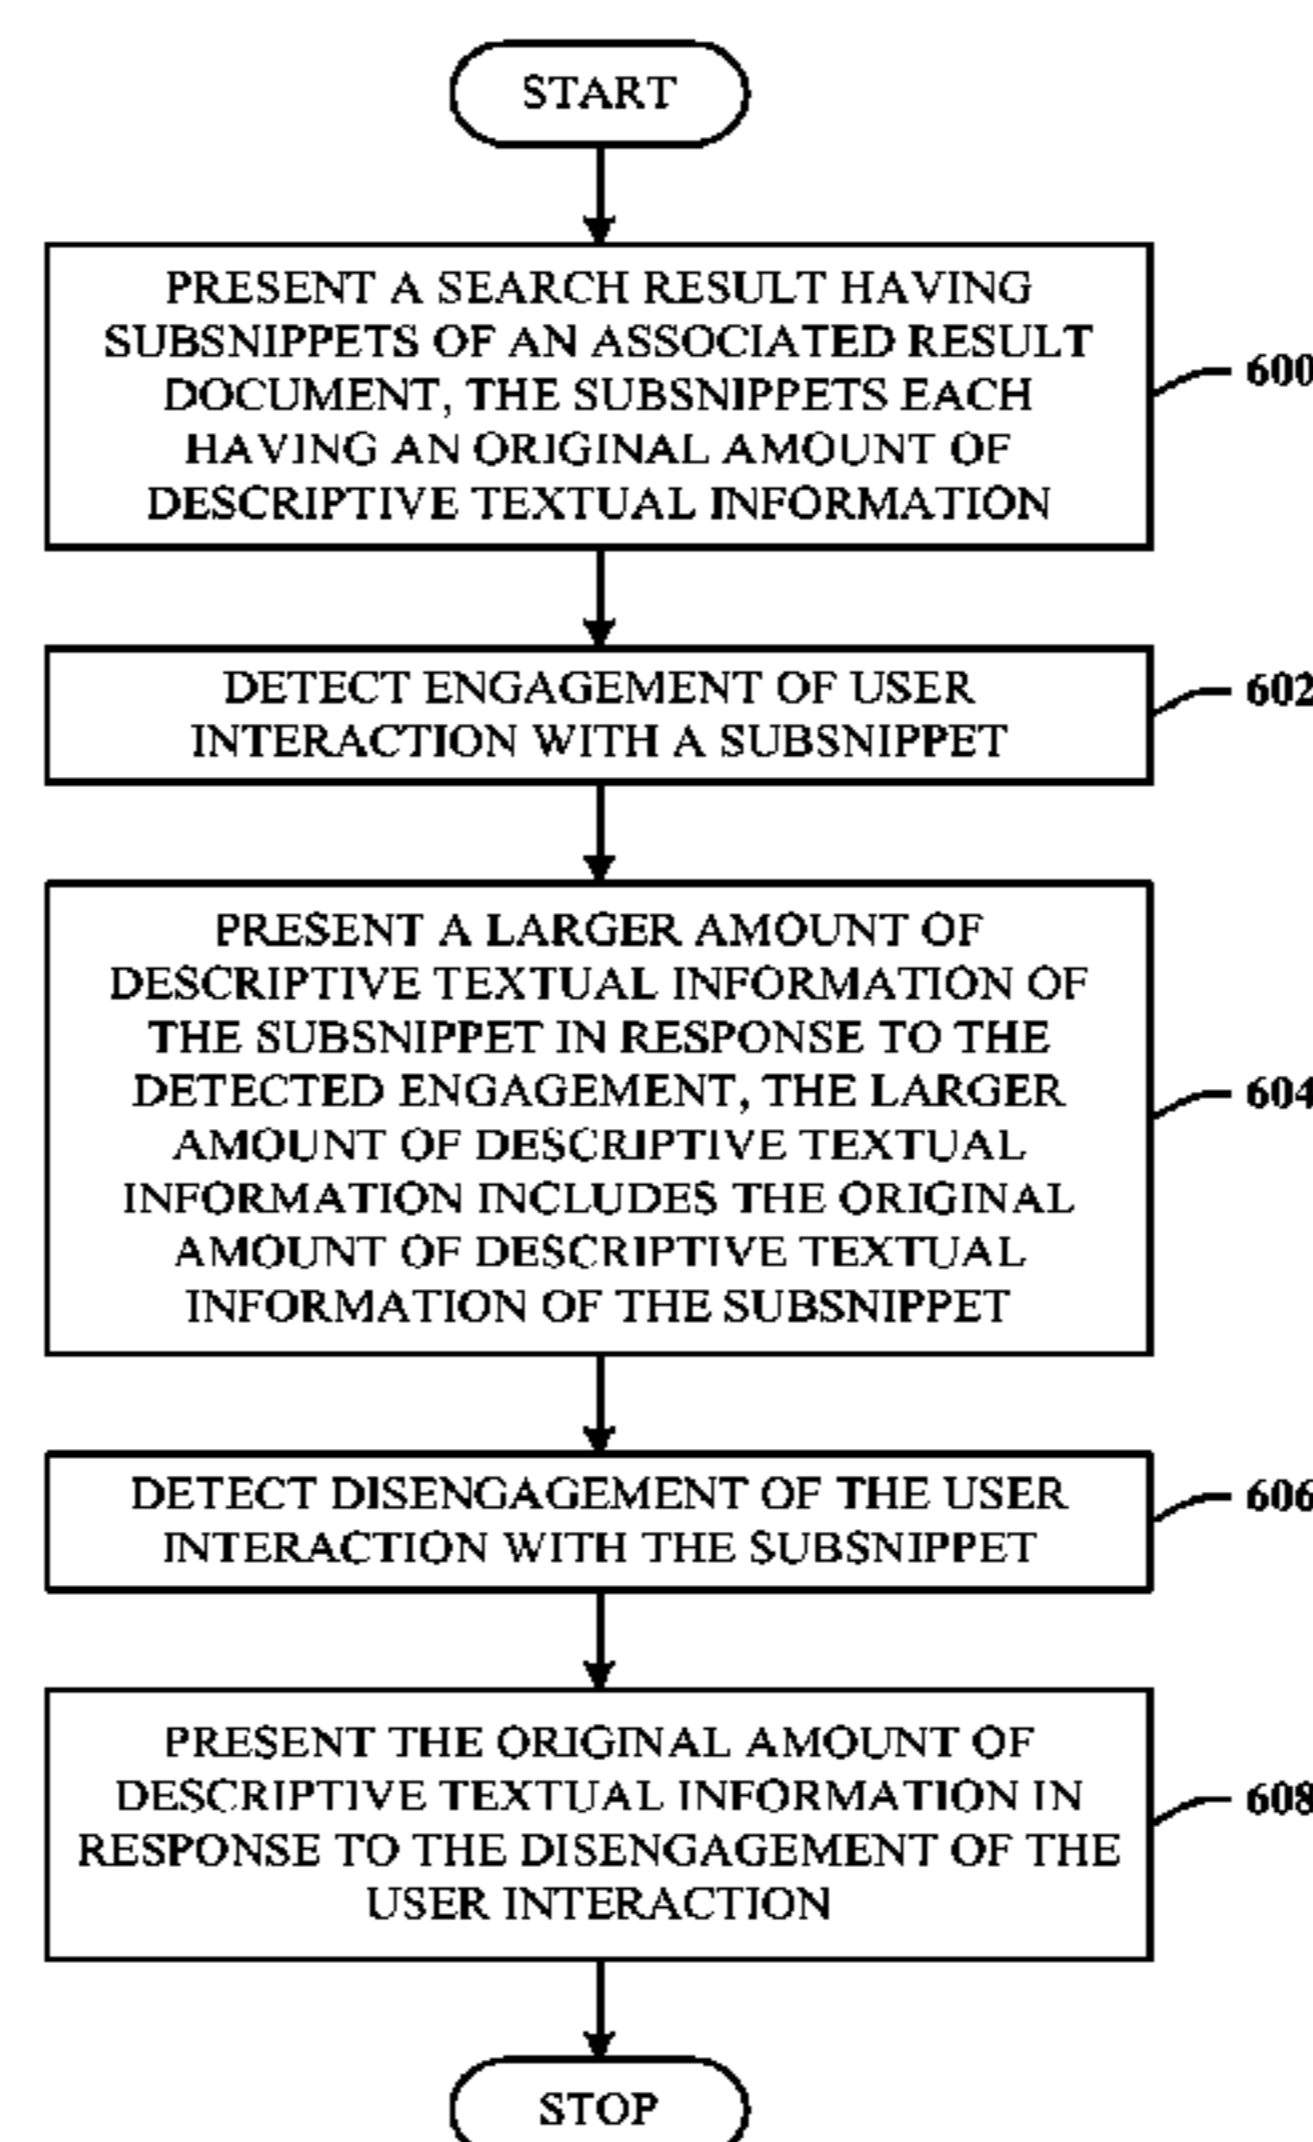 START
PRESENT A SEARCH RESULT HAVING
SUBSNIPPETS OF AN ASSOCIATED RESULT
DOCUMENT, THE SUBSNIPPETS EACH
HAVING AN ORIGINAL AMOUNT OF
DESCRIPTIVE TEXTUAL INFORMATION
600
DETECT ENGAGEMENT OF USER
INTERACTION WITH A SUBSNIPPET
602
PRESENT A LARGER AMOUNT OF
DESCRIPTIVE TEXTUAL INFORMATION OF
THE SUBSNIPPET IN RESPONSE TO THE
DETECTED ENGAGEMENT, THE LARGER
AMOUNT OF DESCRIPTIVE TEXTUAL
INFORMATION INCLUDES THE ORIGINAL
AMOUNT OF DESCRIPTIVE TEXTUAL
INFORMATION OF THE SUBSNIPPET
604
DETECT DISENGAGEMENT OF THE USER
INTERACTION WITH THE SUBSNIPPET
606
PRESENT THE ORIGINAL AMOUNT OF
DESCRIPTIVE TEXTUAL INFORMATION IN
RESPONSE TO THE DISENGAGEMENT OF THE
USER INTERACTION
608
STOP